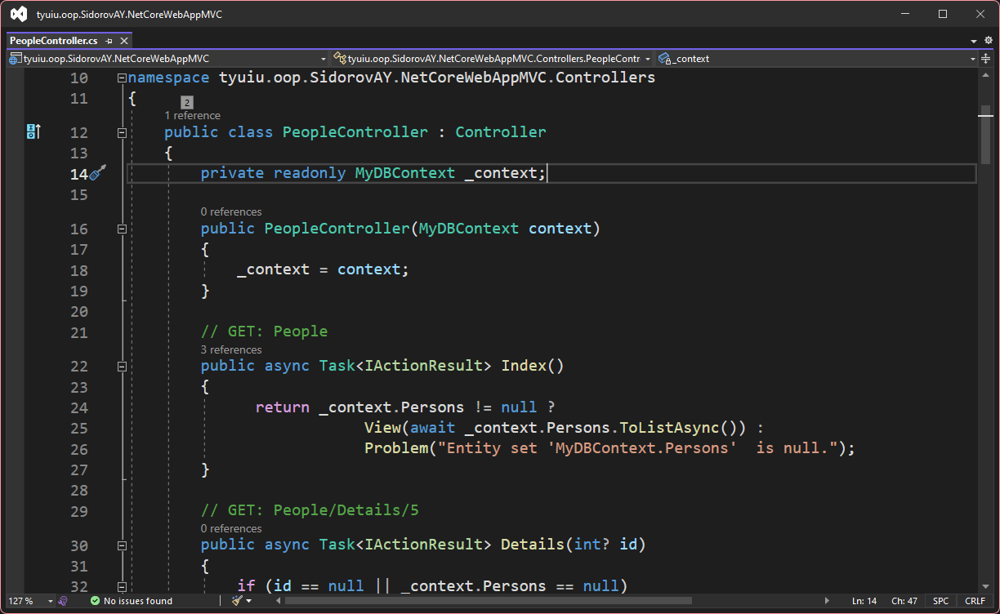 tyuiu.oop.SidorovAY.NetCoreWebAppMVC
PeopleController.cs
tyuiu.oop.SidorovAY.NetCoreWebAppMVC tyuiu.oop.SidorovAY.NetCoreWebAppMVC.Controllers.PeopleContr _context
10 namespace tyuiu.oop.SidorovAY.NetCoreWebAppMVC.Controllers
11 {
2
1 reference
12 public class PeopleController : Controller
13 {
14 private readonly MyDBContext _context;
15
0 references
16 public PeopleController(MyDBContext context)
17 {
18 _context = context;
19 }
20
21 // GET: People
3 references
22 public async Task<IActionResult> Index()
23 {
24 return _context.Persons != null ?
25 View(await _context.Persons.ToListAsync()) :
26 Problem("Entity set 'MyDBContext.Persons'  is null.");
27 }
28
29 // GET: People/Details/5
0 references
30 public async Task<IActionResult> Details(int? id)
31 {
32 if (id == null || _context.Persons == null)
127 % No issues found Ln: 14 Ch: 47 SPC CRLF